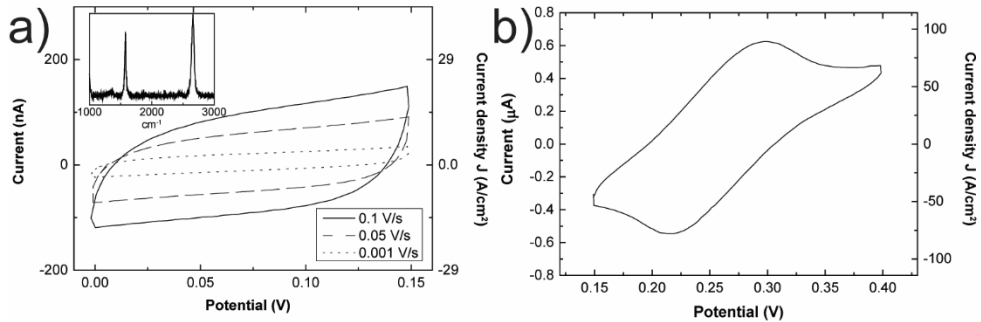 a)
200
100
0
-100
-200
Current (nA)
0.00
0.05
0.10
0.15
Potential (V)
29
0.0
-29
Current density J (A/cm²)
1000
2000
3000
cm⁻¹
0.1 V/s
0.05 V/s
0.001 V/s
b)
0.8
0.6
0.4
0.2
0.0
-0.2
-0.4
-0.6
-0.8
Current (μA)
0.15
0.20
0.25
0.30
0.35
0.40
Potential (V)
100
50
0
-50
-100
Current density J (A/cm²)